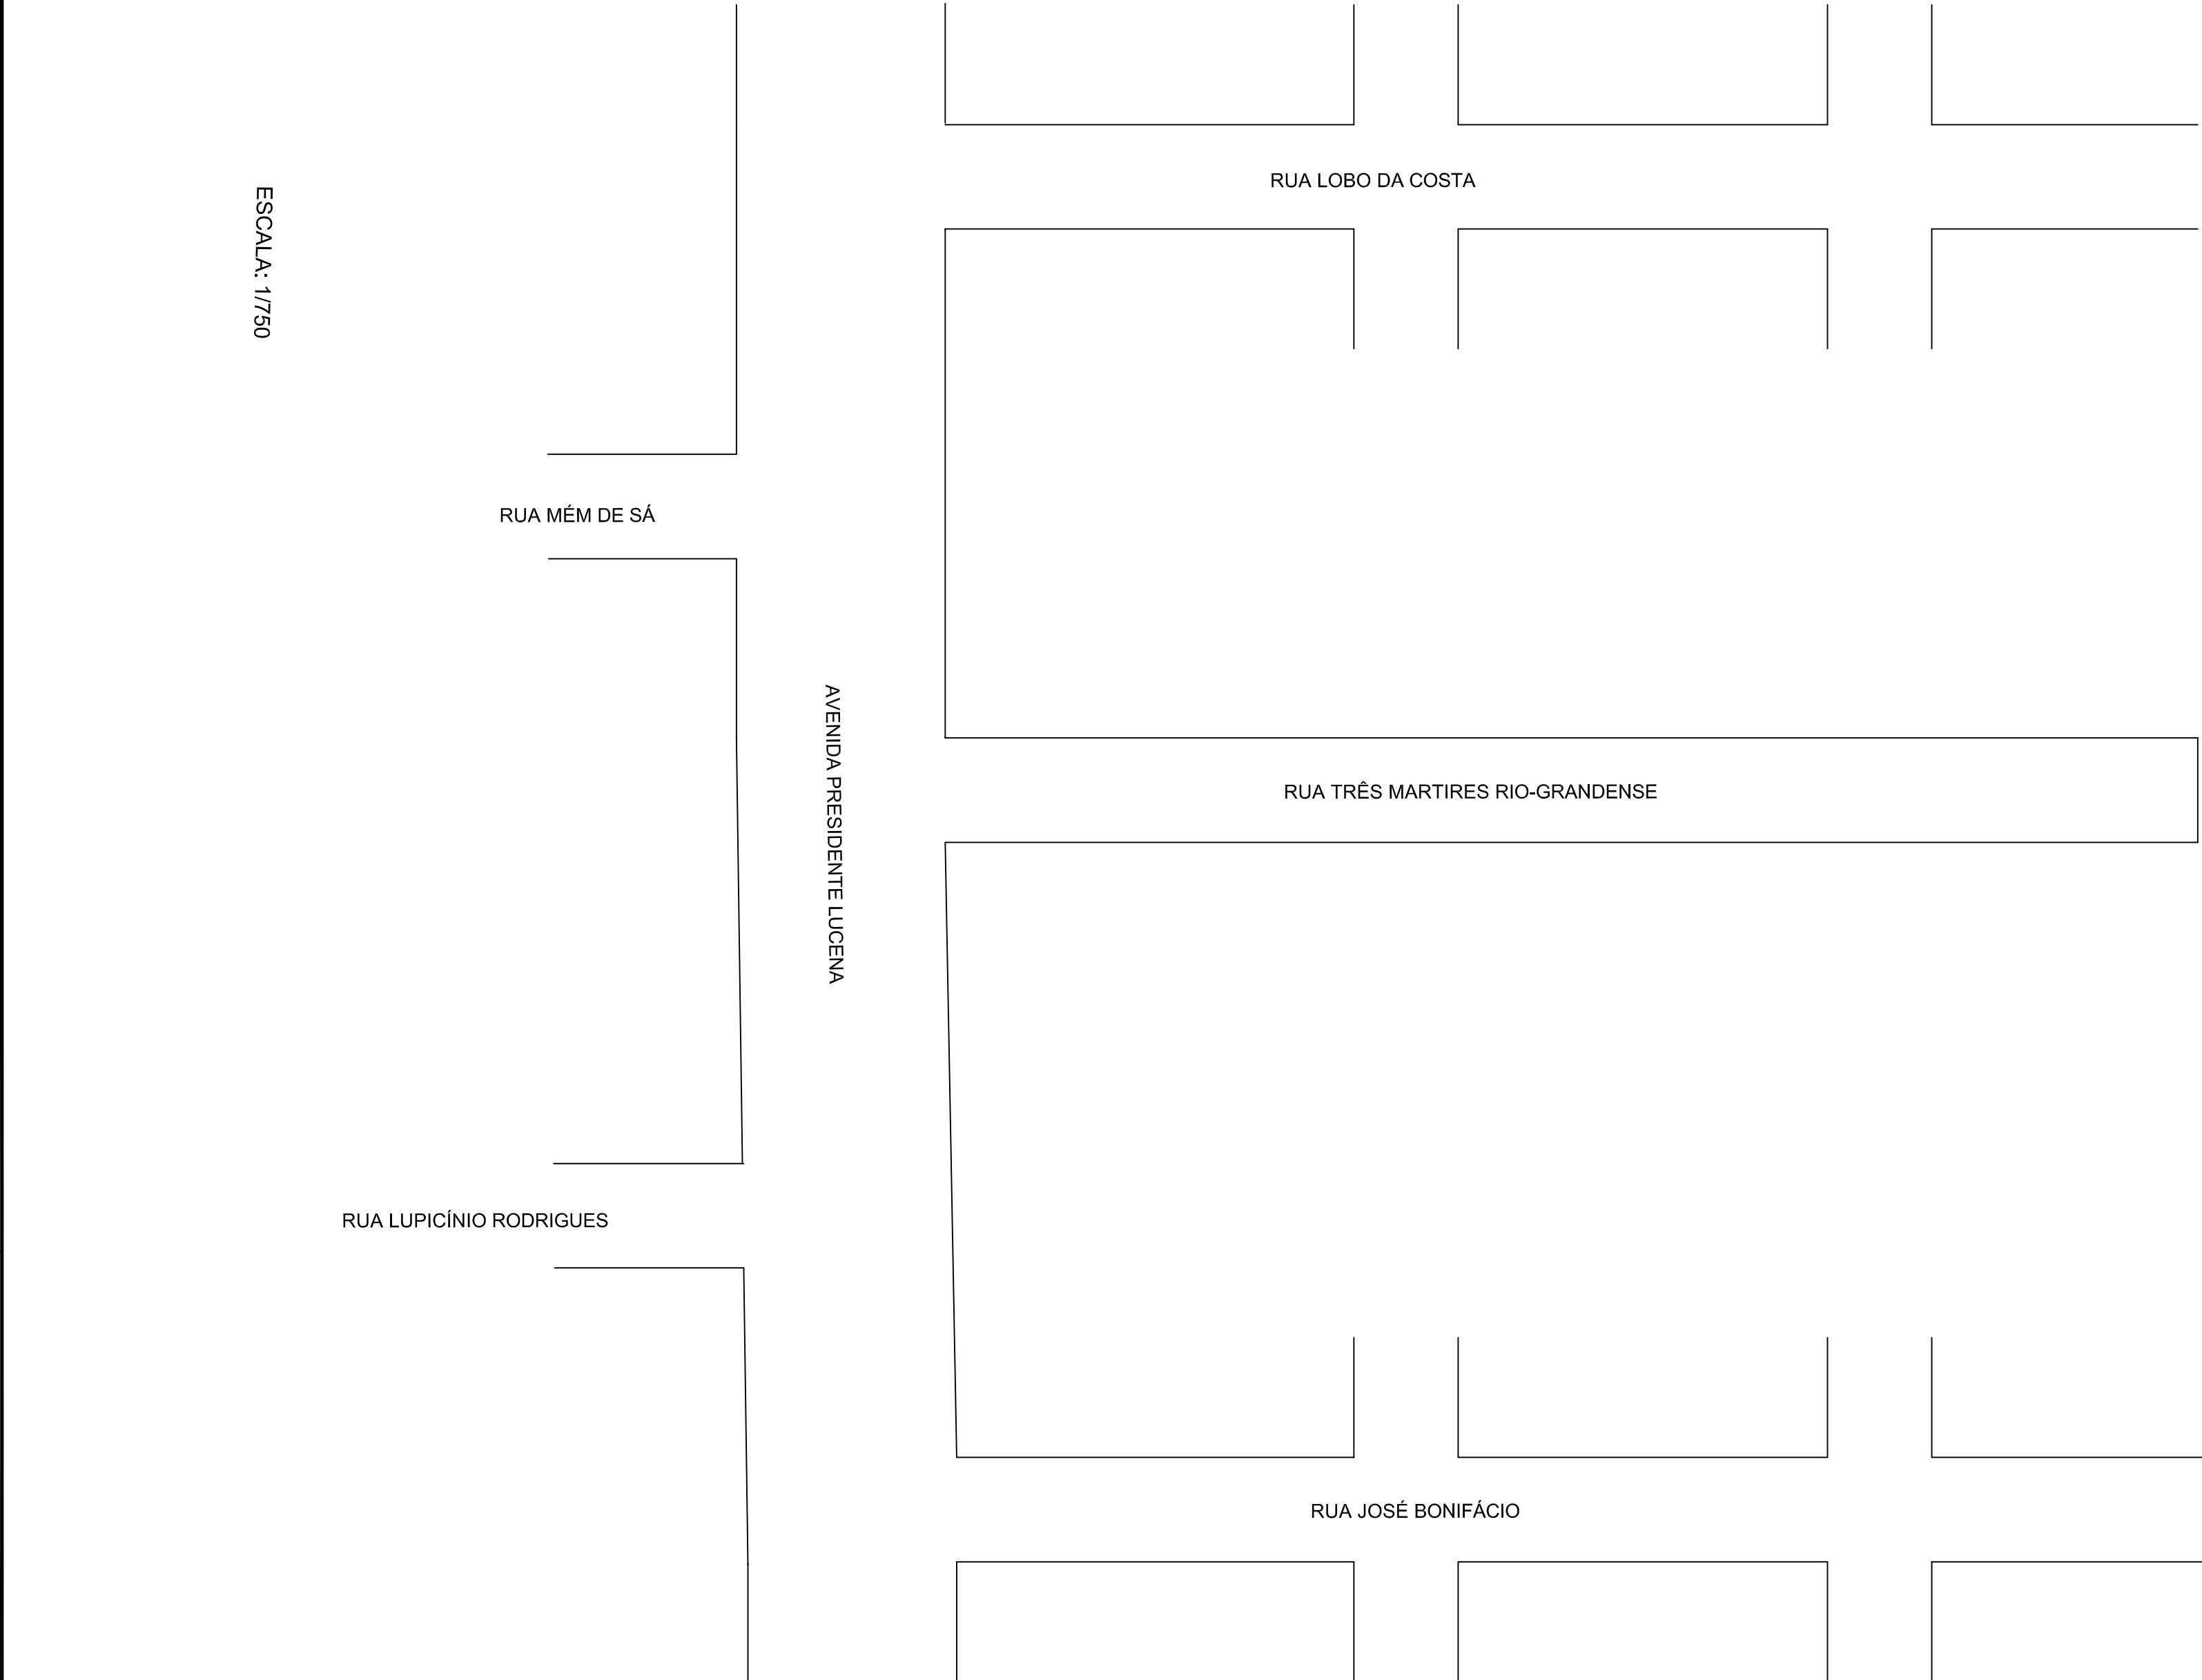 RUA LOBO DA COSTA
ESCALA: 1/750
RUA MÉM DE SÁ
AVENIDA PRESIDENTE LUCENA
RUA TRÊS MARTIRES RIO-GRANDENSE
RUA LUPICÍNIO RODRIGUES
RUA JOSÉ BONIFÁCIO